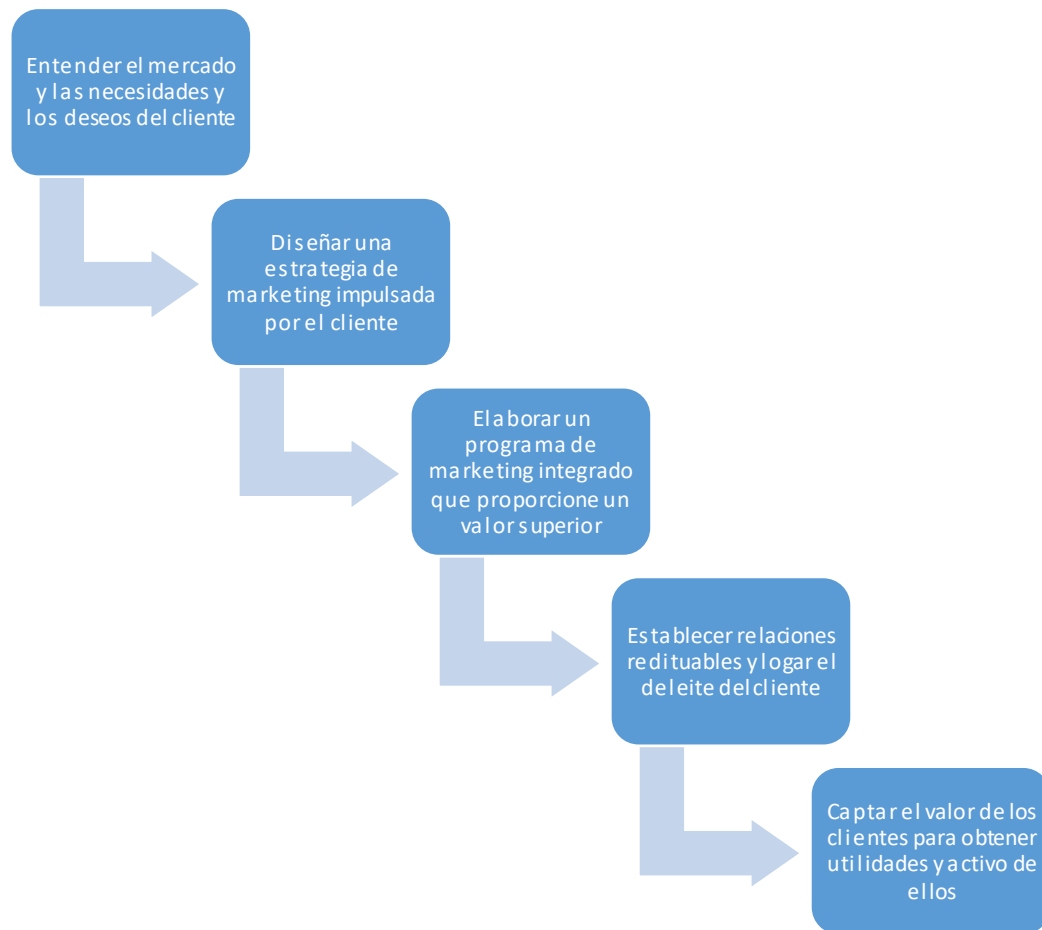 Entender el mercado
y las necesidades y
los deseos del cliente
Diseñar una
estrategia de
marketing impulsada
por el cliente
Elaborar un
programa de
marketing integrado
que proporcione un
valor superior
Establecer relaciones
redituables y logar el
deleite del cliente
Captar el valor de los
clientes para obtener
utilidades y activo de
ellos